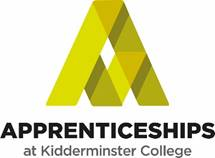 APPRENTICESHIPS
at Kidderminster College